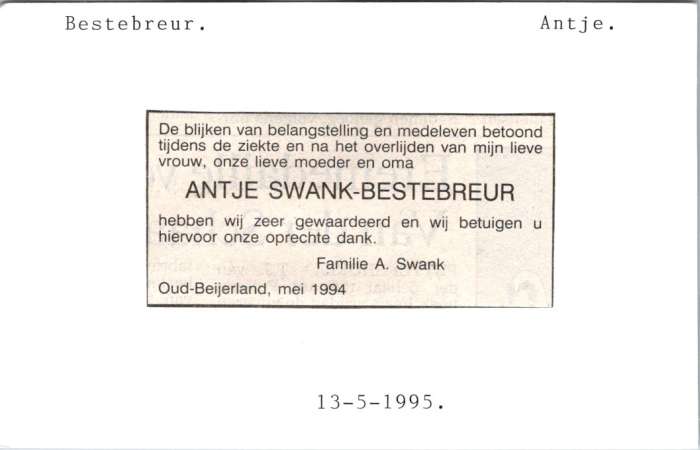 Bestebreur.
Antje.
De blijken van belangstelling en medeleven betoond
tijdens de ziekte en na het overlijden van mijn lieve
vrouw, onze lieve moeder en oma
ANTJE SWANK-BESTEBREUR
hebben wij zeer gewaardeerd en wij betuigen u
hiervoor onze oprechte dank.
Familie A. Swank
Oud-Beijerland, mei 1994
13-5-1995.